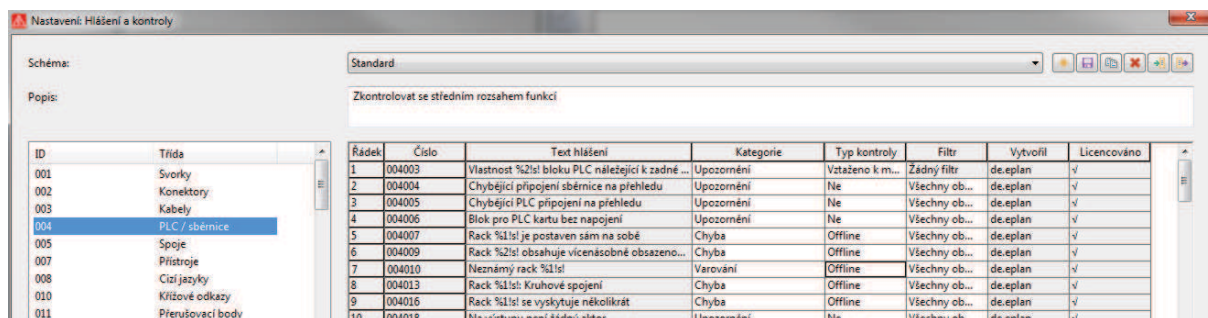 Nastavení: Hlášení a kontroly
Schéma: Standard
Popis: Zkontrolovat se středním rozsahem funkcí
ID Třída
001 Svorky
002 Konektory
003 Kabely
004 PLC / sběrnice
005 Spoje
007 Přístroje
008 Cizí jazyky
010 Křížové odkazy
011 Přerušovací body
Řádek Číslo Text hlášení Kategorie Typ kontroly Filtr Vytvořil Licencováno
1 004003 Vlastnost %2!s! bloku PLC náležející k zadné ... Upozornění Vztaženo k m... Žádný filtr de.eplan √
2 004004 Chybějící připojení sběrnice na přehledu Upozornění Ne Všechny ob... de.eplan √
3 004005 Chybějící PLC připojení na přehledu Upozornění Ne Všechny ob... de.eplan √
4 004006 Blok pro PLC kartu bez napojení Upozornění Ne Všechny ob... de.eplan √
5 004007 Rack %1!s! je postaven sám na sobě Chyba Offline Všechny ob... de.eplan √
6 004009 Rack %2!s! obsahuje vícenásobně obsazeno... Chyba Offline Všechny ob... de.eplan √
7 004010 Neznámý rack %1!s! Varování Offline Všechny ob... de.eplan √
8 004013 Rack %1!s!: Kruhové spojení Chyba Offline Všechny ob... de.eplan √
9 004016 Rack %1!s! se vyskytuje několikrát Chyba Offline Všechny ob... de.eplan √
10 004018 Upozornění Ne Všechny ob... de.eplan √